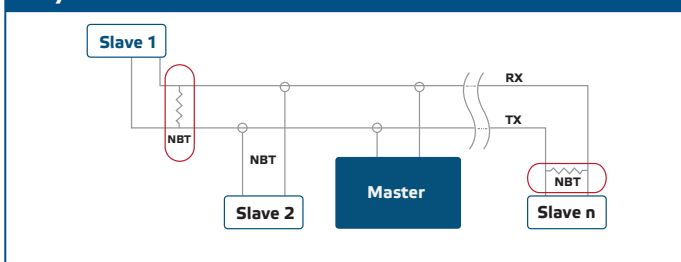 Slave 1
RX
TX
NBT
NBT
NBT
Master
Slave 2
Slave n